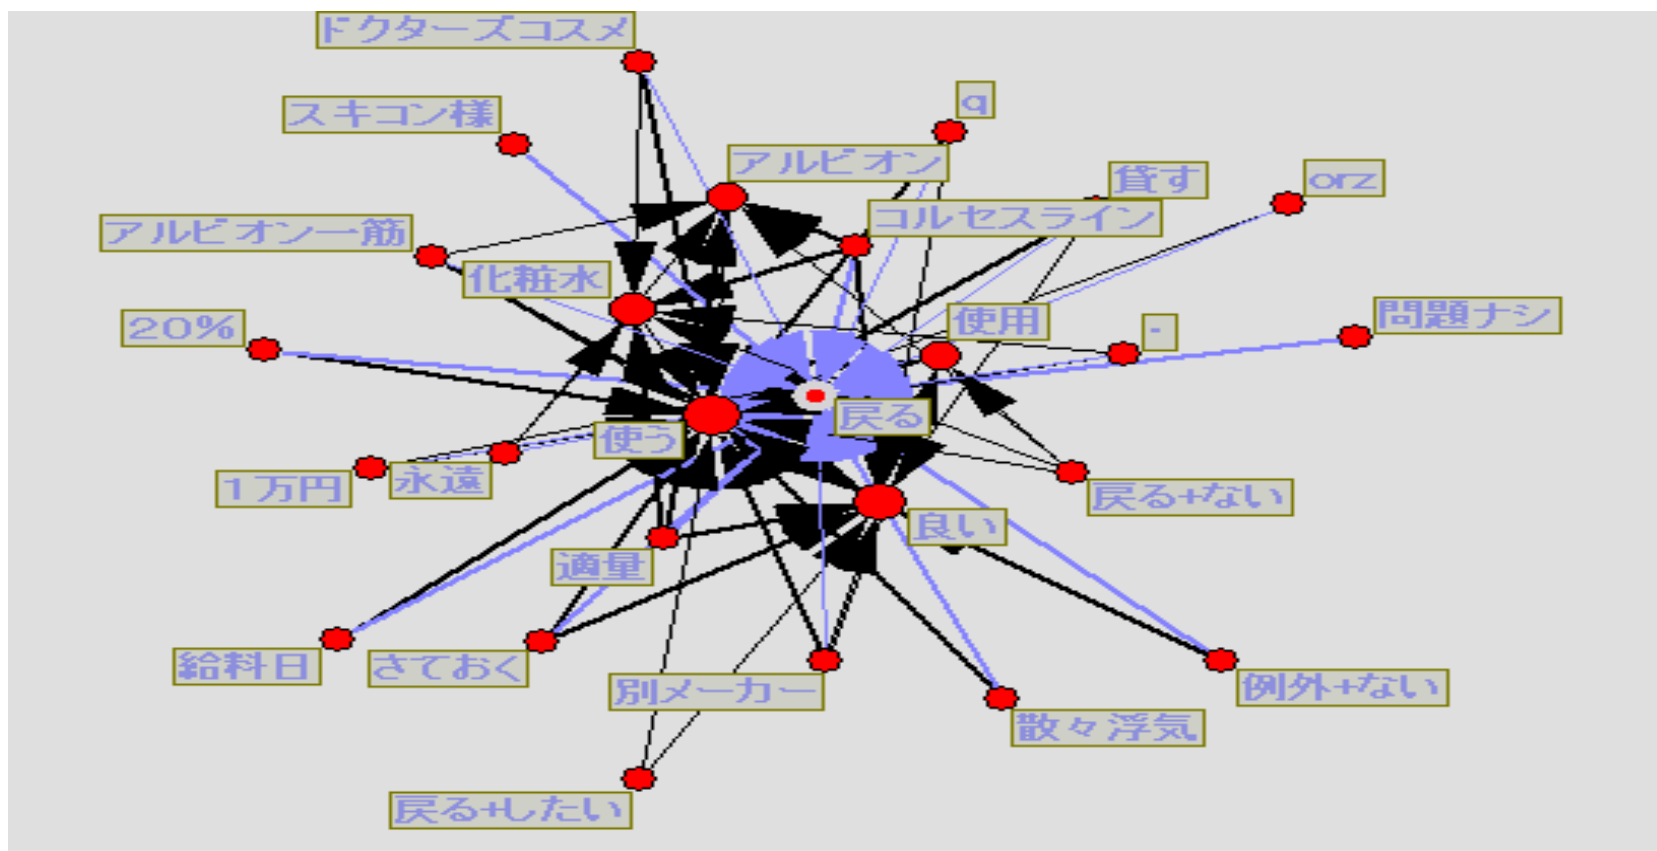 ドクターズコスメ
スキコン様
q
アルビオン
貸す
orz
アルビオン一筋
コルセスライン
化粧水
20%
使用
-
問題ナシ
戻る
使う
1万円
永遠
戻る+ない
適量
良い
給料日
さておく
別メーカー
例外+ない
散々浮気
戻る+したい